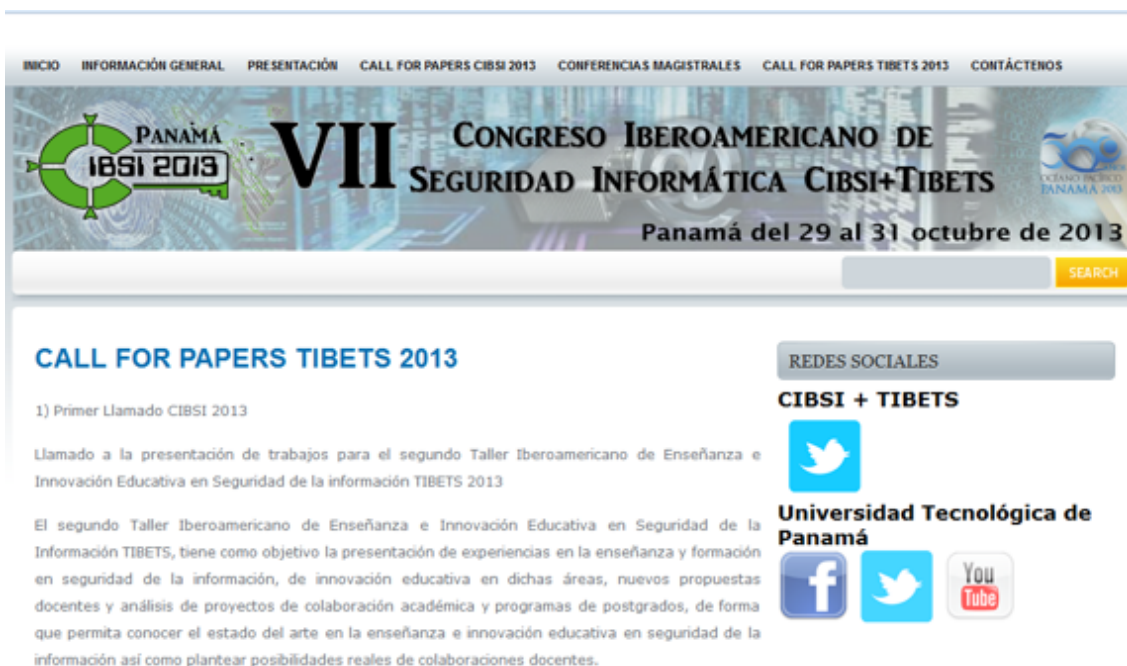 INICIO INFORMACIÓN GENERAL PRESENTACIÓN CALL FOR PAPERS CIBSI 2013 CONFERENCIAS MAGISTRALES CALL FOR PAPERS TIBETS 2013 CONTÁCTENOS
PANAMÁ
CIBSI 2013
VII CONGRESO IBEROAMERICANO DE
SEGURIDAD INFORMÁTICA CIBSI+TIBETS
500 AÑOS
OCÉANO PACÍFICO
PANAMÁ 2013
Panamá del 29 al 31 octubre de 2013
SEARCH
CALL FOR PAPERS TIBETS 2013
1) Primer Llamado CIBSI 2013
Llamado a la presentación de trabajos para el segundo Taller Iberoamericano de Enseñanza e
Innovación Educativa en Seguridad de la información TIBETS 2013
El segundo Taller Iberoamericano de Enseñanza e Innovación Educativa en Seguridad de la
Información TIBETS, tiene como objetivo la presentación de experiencias en la enseñanza y formación
en seguridad de la información, de innovación educativa en dichas áreas, nuevos propuestas
docentes y análisis de proyectos de colaboración académica y programas de postgrados, de forma
que permita conocer el estado del arte en la enseñanza e innovación educativa en seguridad de la
información así como plantear posibilidades reales de colaboraciones docentes.
REDES SOCIALES
CIBSI + TIBETS
Universidad Tecnológica de
Panamá
f
You
Tube